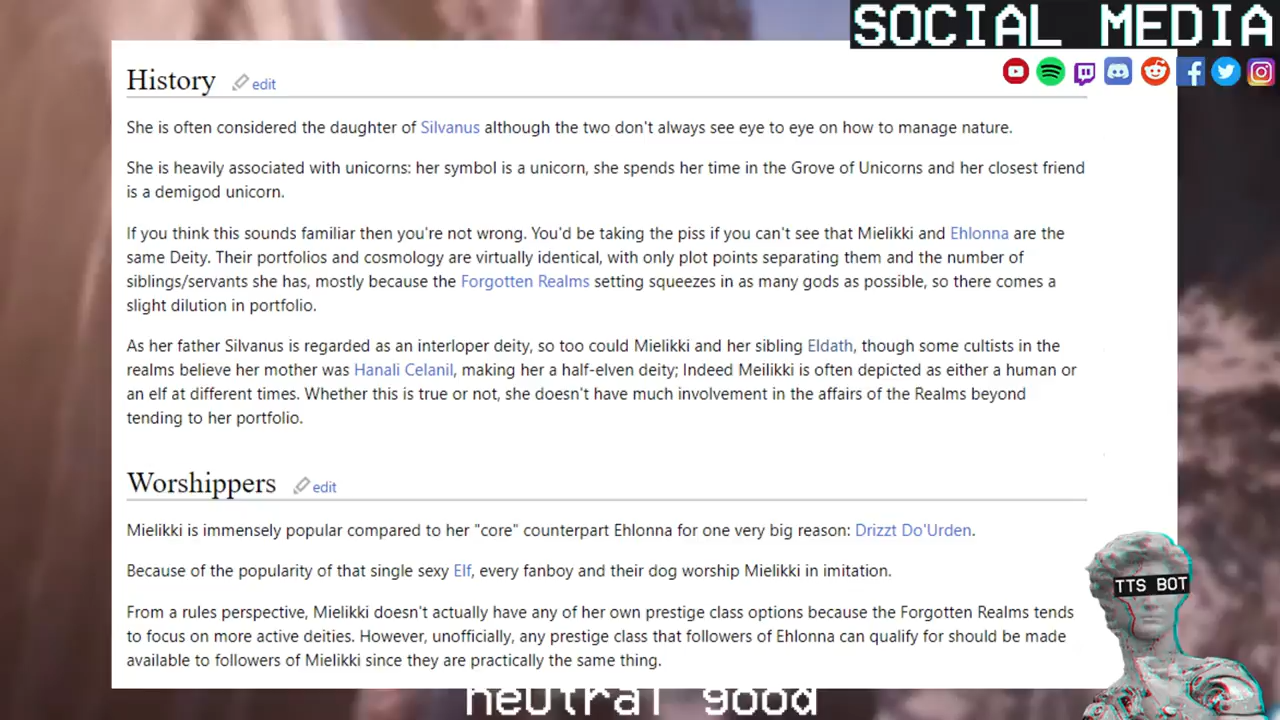 SOCIAL MEDIA
History edit
She is often considered the daughter of Silvanus although the two don't always see eye to eye on how to manage nature.
She is heavily associated with unicorns: her symbol is a unicorn, she spends her time in the Grove of Unicorns and her closest friend
is a demigod unicorn.
If you think this sounds familiar then you're not wrong. You'd be taking the piss if you can't see that Mielikki and Ehlonna are the
same Deity. Their portfolios and cosmology are virtually identical, with only plot points separating them and the number of
siblings/servants she has, mostly because the Forgotten Realms setting squeezes in as many gods as possible, so there comes a
slight dilution in portfolio.
As her father Silvanus is regarded as an interloper deity, so too could Mielikki and her sibling Eldath, though some cultists in the
realms believe her mother was Hanali Celanil, making her a half-elven deity; Indeed Meilikki is often depicted as either a human or
an elf at different times. Whether this is true or not, she doesn't have much involvement in the affairs of the Realms beyond
tending to her portfolio.
Worshippers edit
Mielikki is immensely popular compared to her "core" counterpart Ehlonna for one very big reason: Drizzt Do'Urden.
Because of the popularity of that single sexy Elf, every fanboy and their dog worship Mielikki in imitation.
From a rules perspective, Mielikki doesn't actually have any of her own prestige class options because the Forgotten Realms tends
to focus on more active deities. However, unofficially, any prestige class that followers of Ehlonna can qualify for should be made
available to followers of Mielikki since they are practically the same thing.
TTS BOT
neutral good